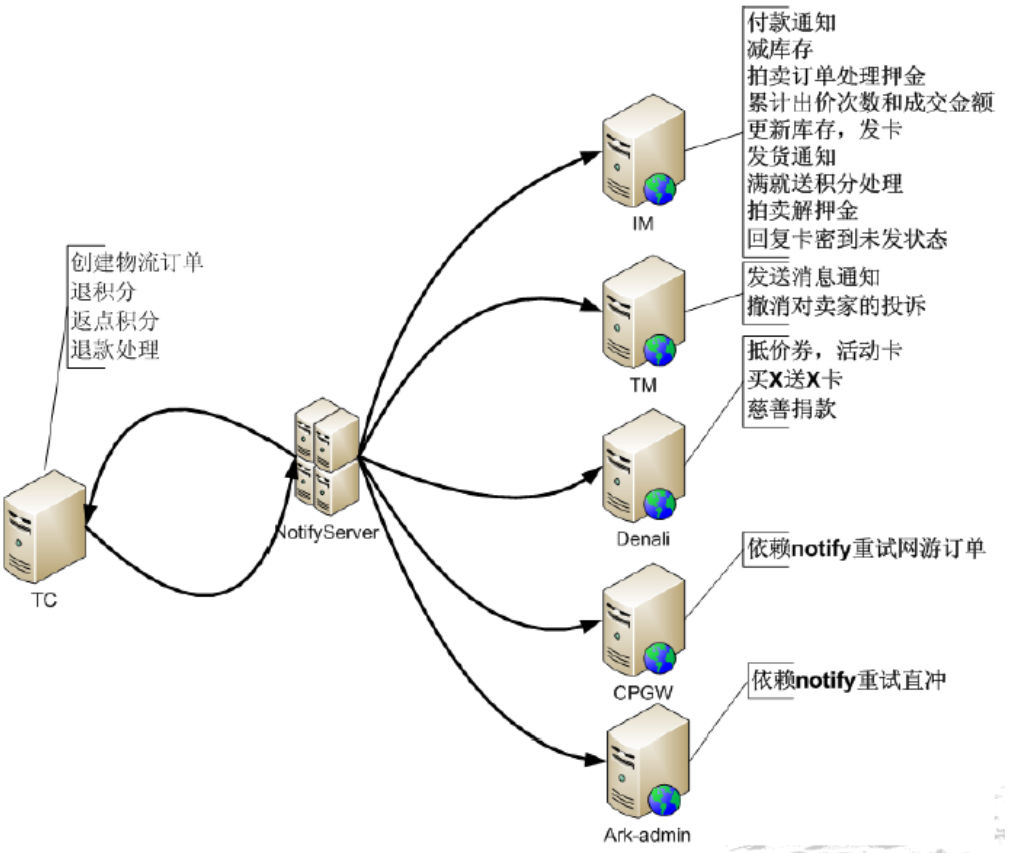 付款通知
减库存
拍卖订单处理押金
累计出价次数和成交金额
更新库存，发卡
发货通知
满就送积分处理
拍卖解押金
回复卡密到未发状态
IM
创建物流订单
退积分
返点积分
退款处理
发送消息通知
撤消对卖家的投诉
TM
抵价券，活动卡
买X送X卡
慈善捐款
NotifyServer
Denali
依赖notify重试网游订单
TC
CPGW
依赖notify重试直冲
Ark-admin